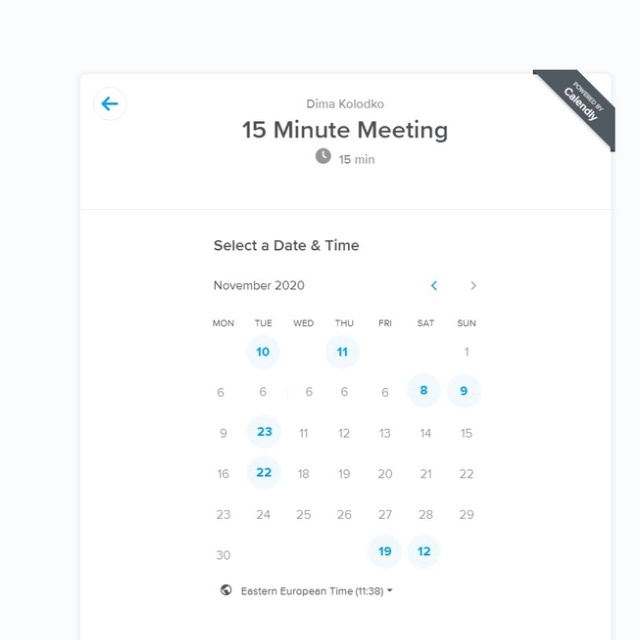 POWERED BY
Calendly
Dima Kolodko
15 Minute Meeting
15 min
Select a Date & Time
November 2020
MON TUE WED THU FRI SAT SUN
10 11 1
6 6 6 6 6 8 9
9 23 11 12 13 14 15
16 22 18 19 20 21 22
23 24 25 26 27 28 29
30 19 12
Eastern European Time (11:38)